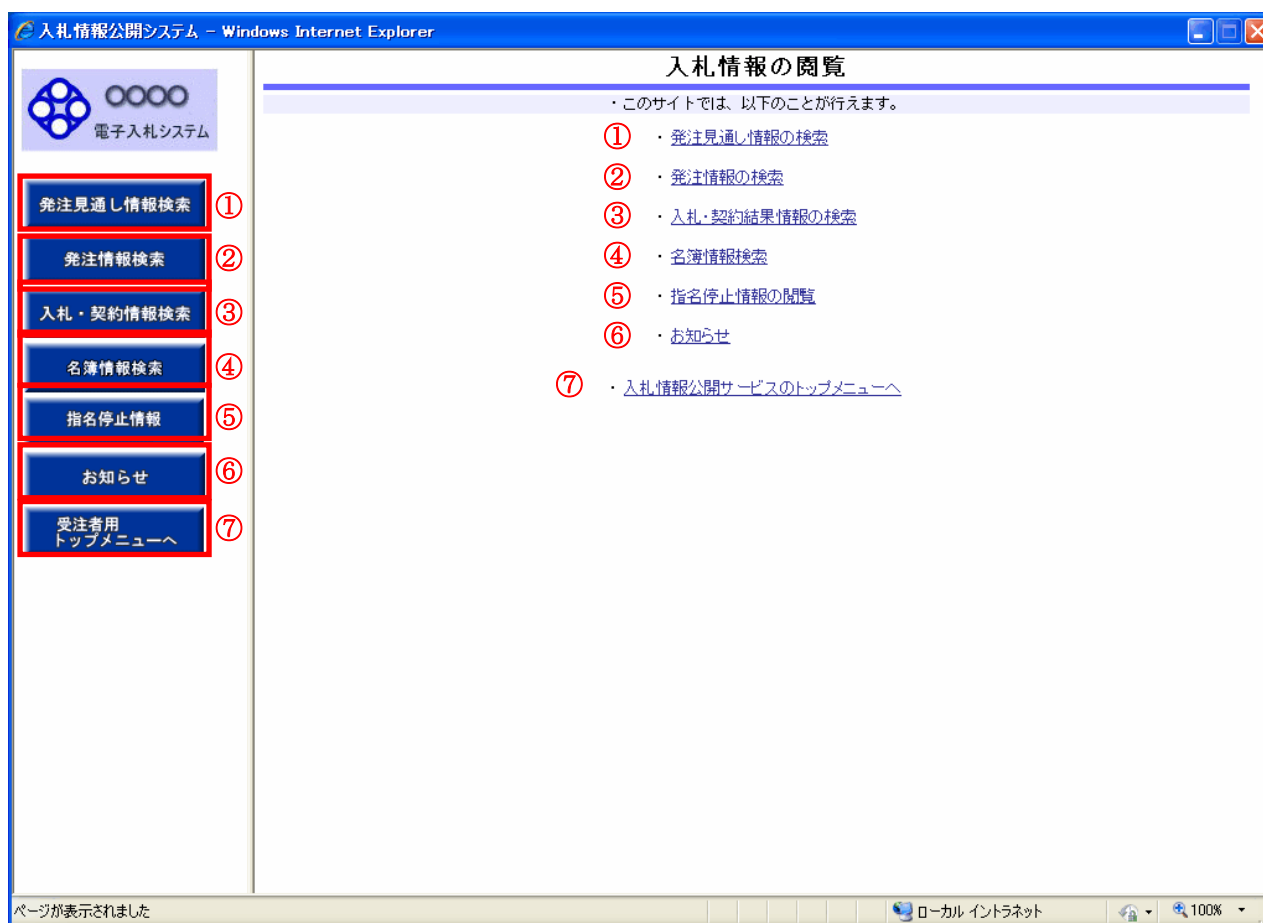 入札情報公開システム - Windows Internet Explorer
〇〇〇〇
電子入札システム
発注見通し情報検索 ①
発注情報検索 ②
入札・契約情報検索 ③
名簿情報検索 ④
指名停止情報 ⑤
お知らせ ⑥
受注者用
トップメニューへ ⑦
入札情報の閲覧
・このサイトでは、以下のことが行えます。
① ・発注見通し情報の検索
② ・発注情報の検索
③ ・入札・契約結果情報の検索
④ ・名簿情報検索
⑤ ・指名停止情報の閲覧
⑥ ・お知らせ
⑦ ・入札情報公開サービスのトップメニューへ
ページが表示されました
ローカル イントラネット
100%